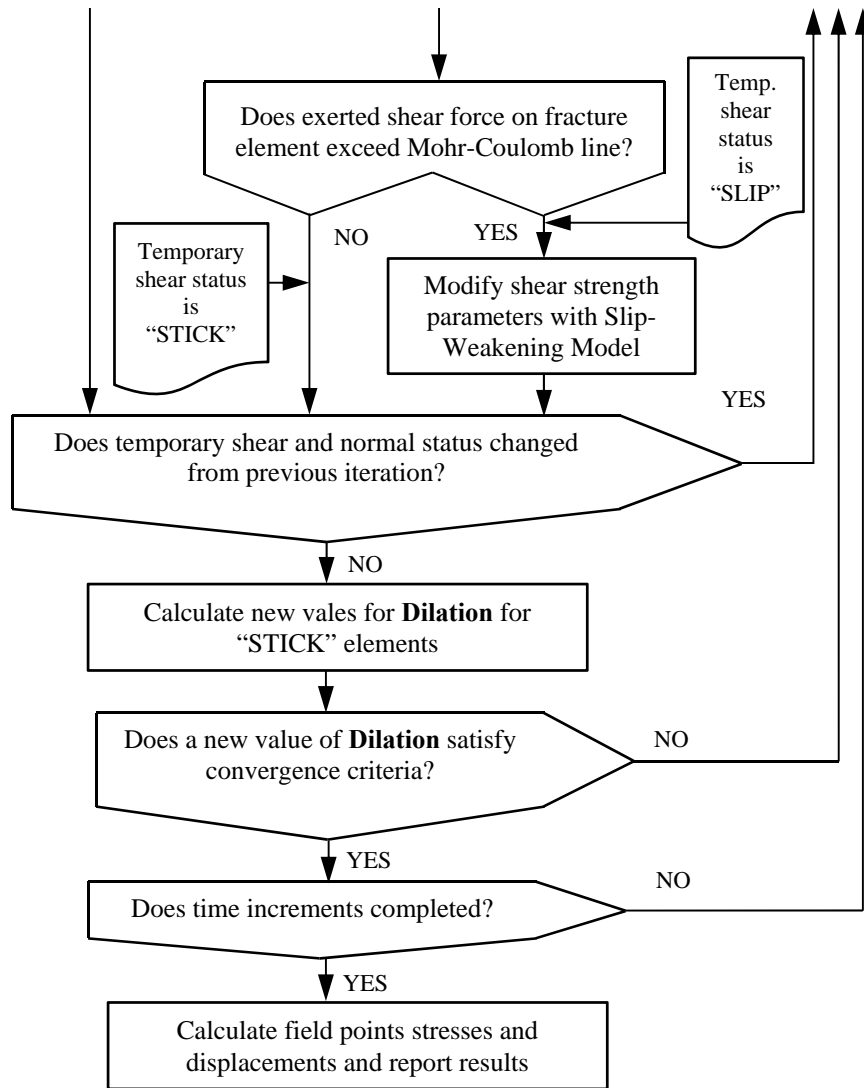 Does exerted shear force on fracture
element exceed Mohr-Coulomb line?
Temp.
shear
status
is
“SLIP”
NO
YES
Temporary
shear status
is
“STICK”
Modify shear strength
parameters with Slip-
Weakening Model
YES
Does temporary shear and normal status changed
from previous iteration?
NO
Calculate new vales for Dilation for
“STICK” elements
Does a new value of Dilation satisfy
convergence criteria?
NO
YES
Does time increments completed?
NO
YES
Calculate field points stresses and
displacements and report results